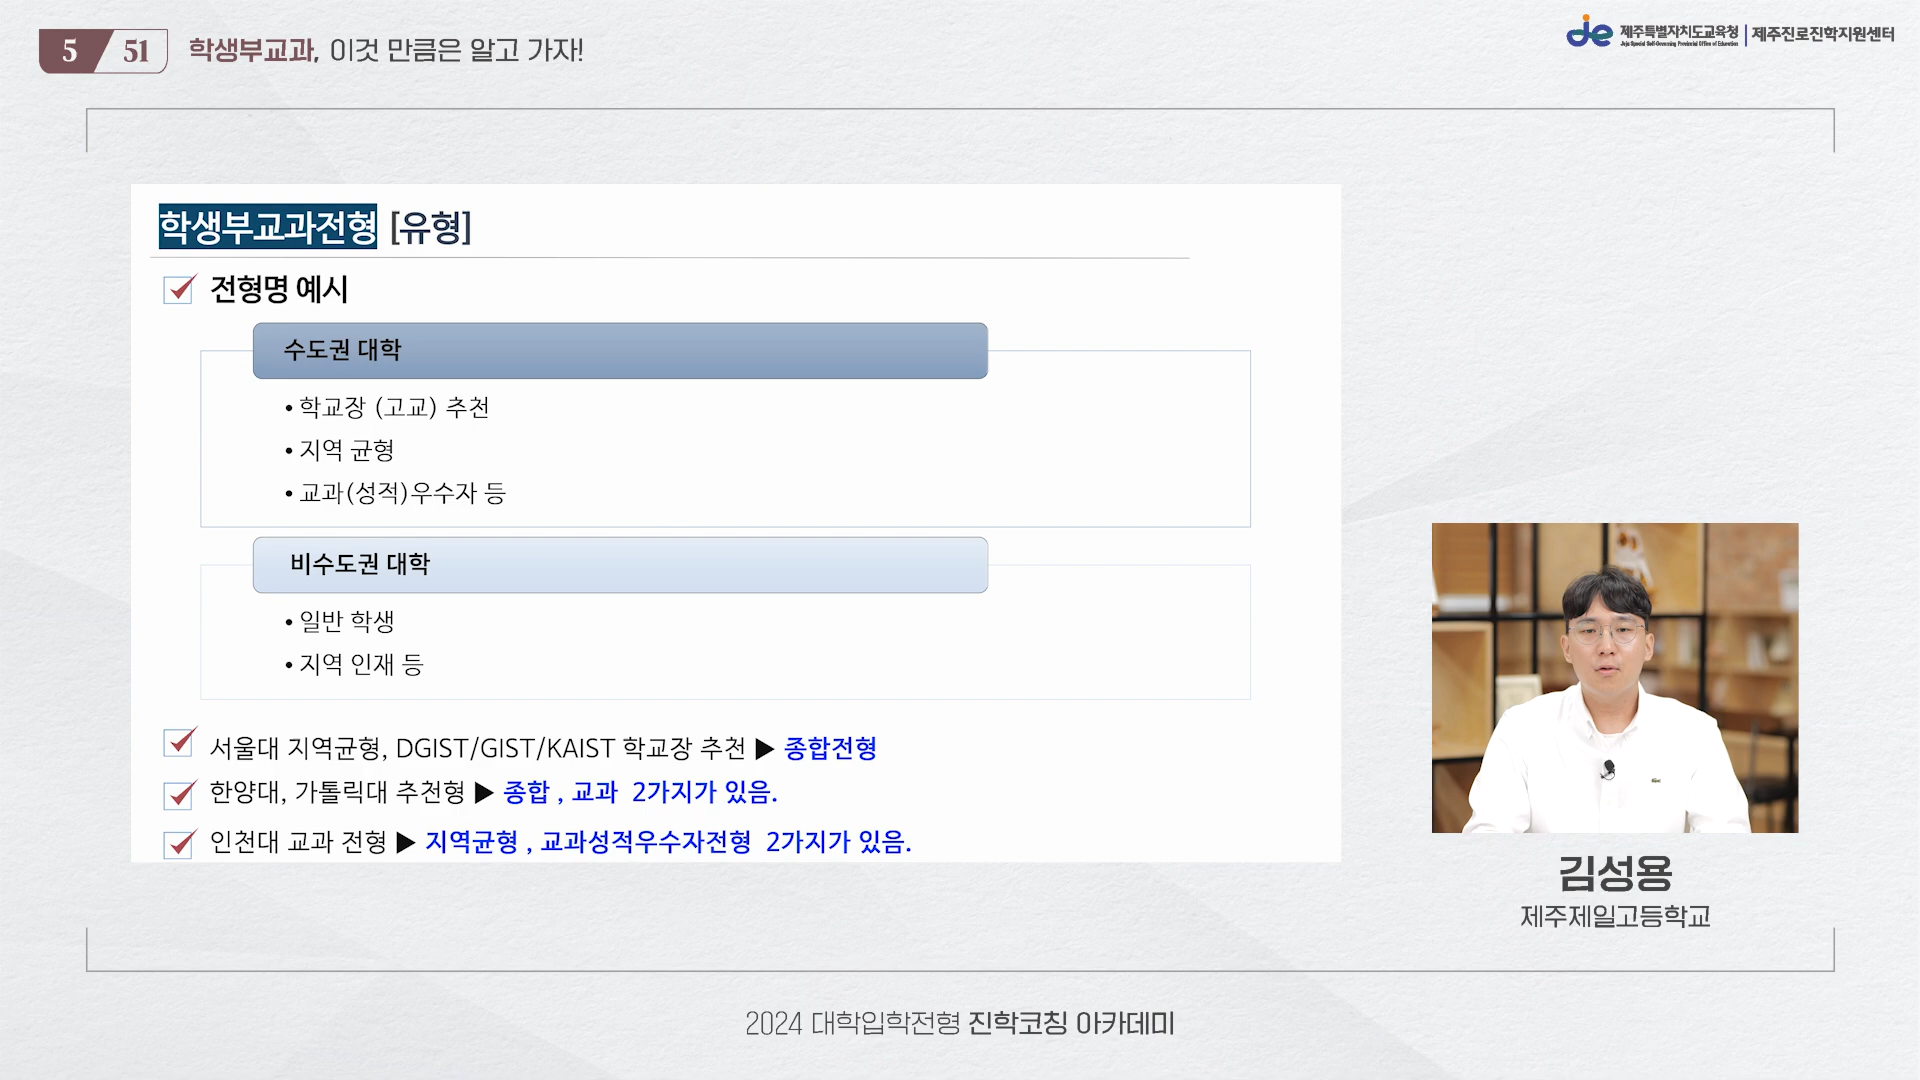 5 51 학생부교과, 이것 만큼은 알고 가자!
제주특별자치도교육청 제주진로진학지원센터
Jeju Special Self-Governing Provincial Office of Education
학생부교과전형 [유형]
전형명 예시
수도권 대학
• 학교장 (고교) 추천
• 지역 균형
• 교과(성적)우수자 등
비수도권 대학
• 일반 학생
• 지역 인재 등
서울대 지역균형, DGIST/GIST/KAIST 학교장 추천 ▶ 종합전형
한양대, 가톨릭대 추천형 ▶ 종합 , 교과 2가지가 있음.
인천대 교과 전형 ▶ 지역균형 , 교과성적우수자전형 2가지가 있음.
김성용
제주제일고등학교
2024 대학입학전형 진학코칭 아카데미